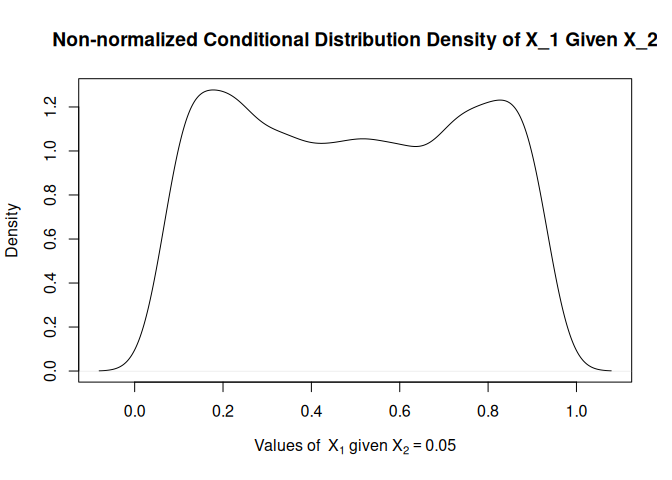 Non-normalized Conditional Distribution Density of X_1 Given X_2
Density
0.0 0.2 0.4 0.6 0.8 1.0 1.2
0.0 0.2 0.4 0.6 0.8 1.0
Values of X₁ given X₂ = 0.05